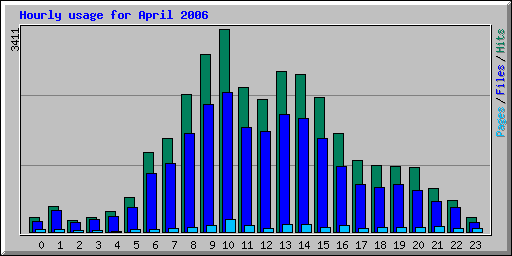 Hourly usage for April 2006
3411
Pages / Files / Hits
0 1 2 3 4 5 6 7 8 9 10 11 12 13 14 15 16 17 18 19 20 21 22 23